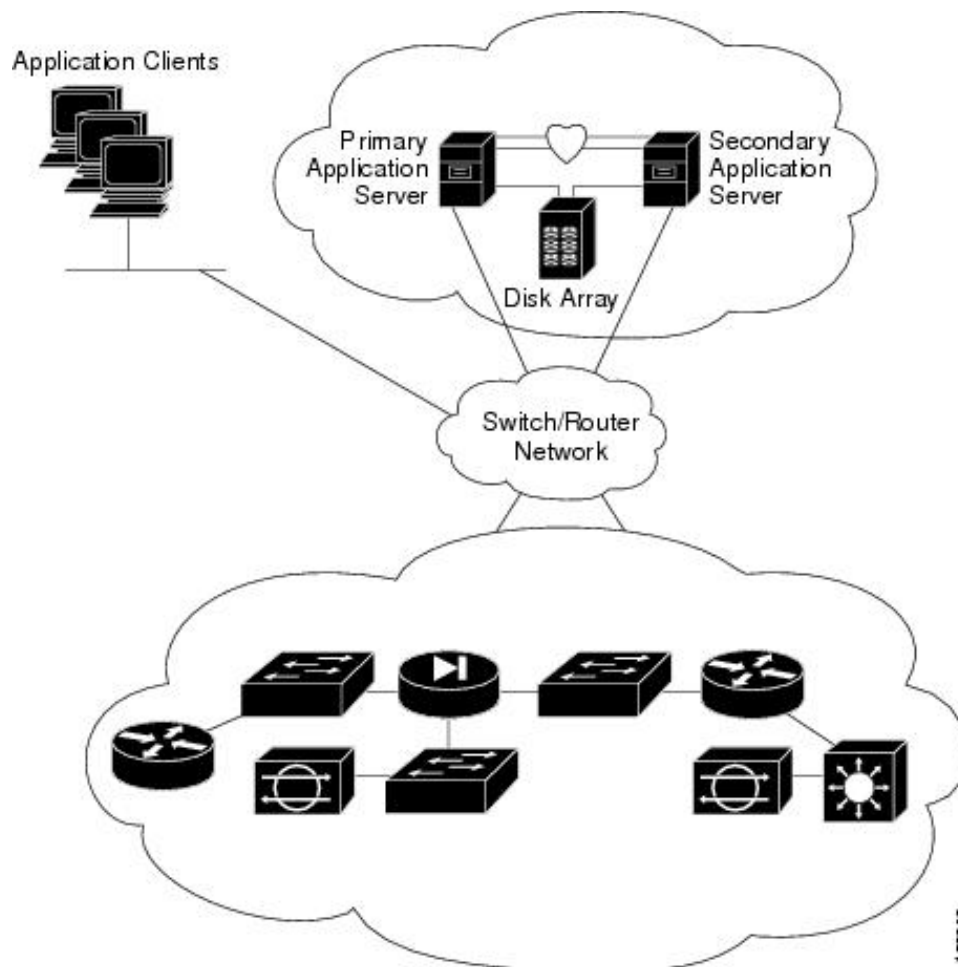 Application Clients
Primary
Application
Server
Secondary
Application
Server
Disk Array
Switch/Router
Network